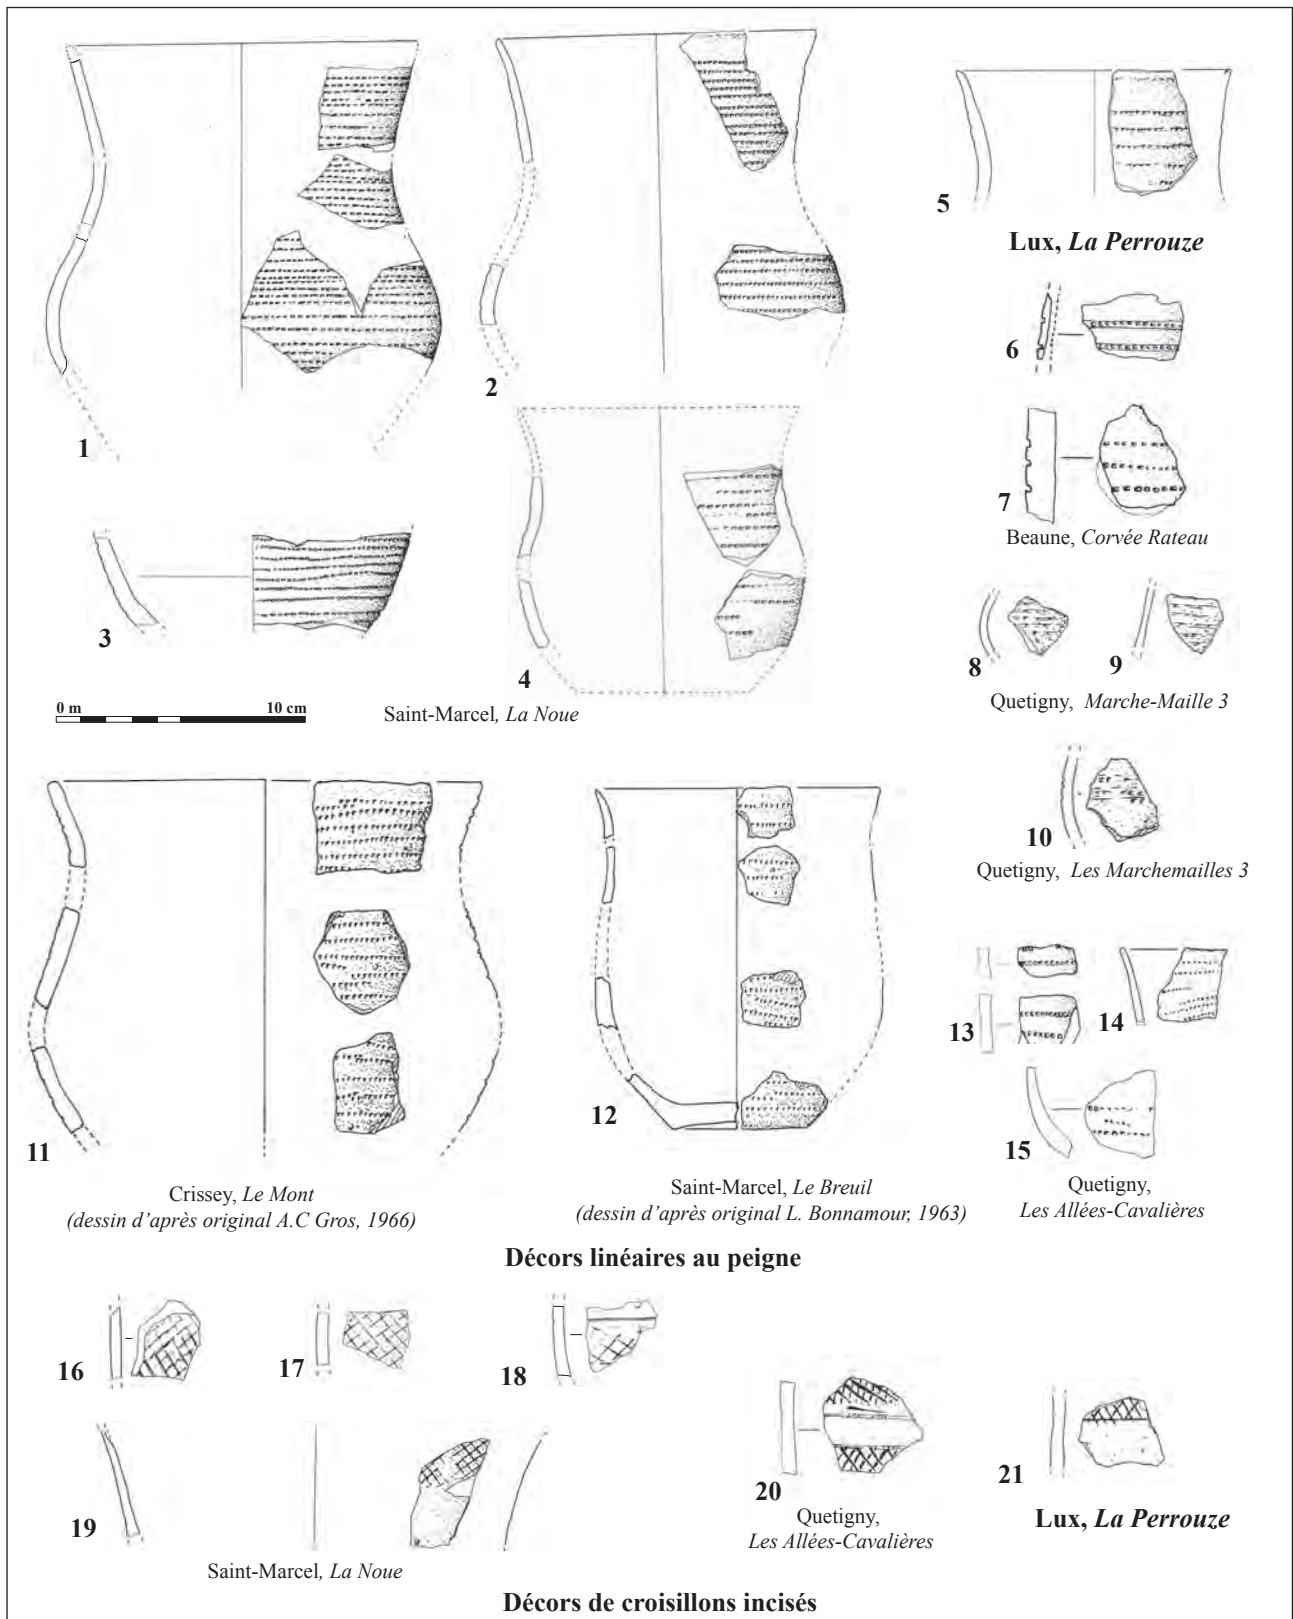 1
2
5
Lux, La Perrouze
6
7
Beaune, Corvée Rateau
3
4
8
9
Quetigny, Marche-Maille 3
0 m 10 cm
Saint-Marcel, La Noue
10
Quetigny, Les Marchemailles 3
11
12
13
14
15
Crissey, Le Mont
(dessin d'après original A.C Gros, 1966)
Saint-Marcel, Le Breuil
(dessin d'après original L. Bonnamour, 1963)
Quetigny,
Les Allées-Cavalières
Décors linéaires au peigne
16
17
18
19
20
21
Quetigny,
Les Allées-Cavalières
Lux, La Perrouze
Saint-Marcel, La Noue
Décors de croisillons incisés